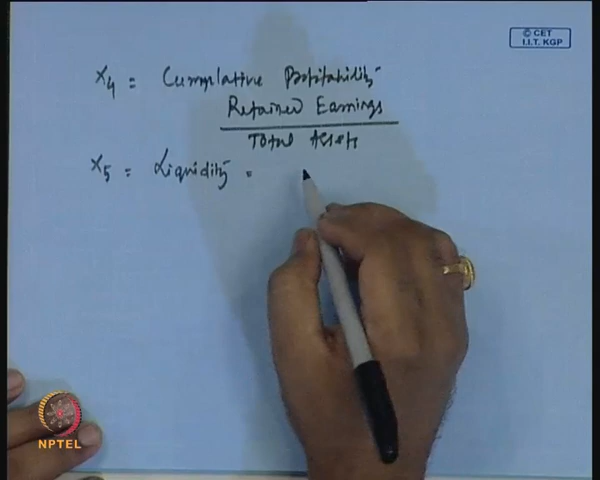 © CET
I.I.T. KGP
X4 = Cumulative Profitability
Retained Earnings
Total Assets
X5 = Liquidity =
NPTEL